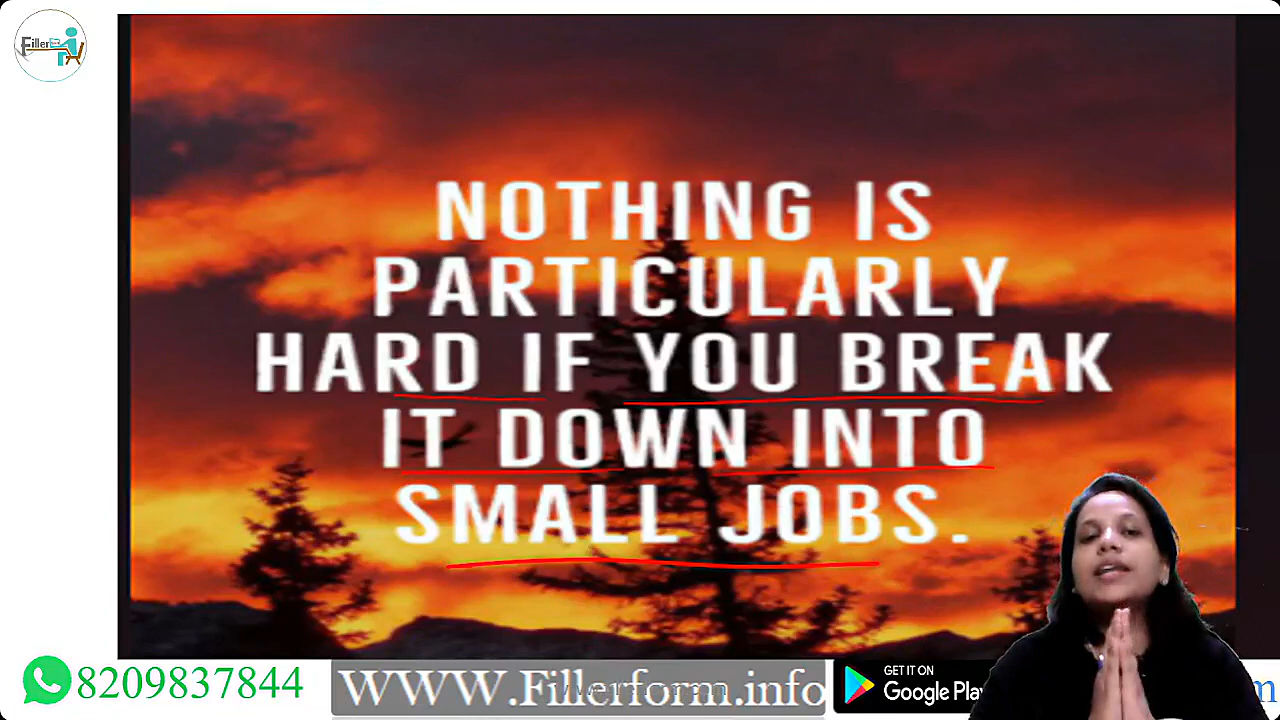 Filler
NOTHING IS
PARTICULARLY
HARD IF YOU BREAK
IT DOWN INTO
SMALL JOBS.
8209837844
WWW.Fillerform.info
GET IT ON
Google Play